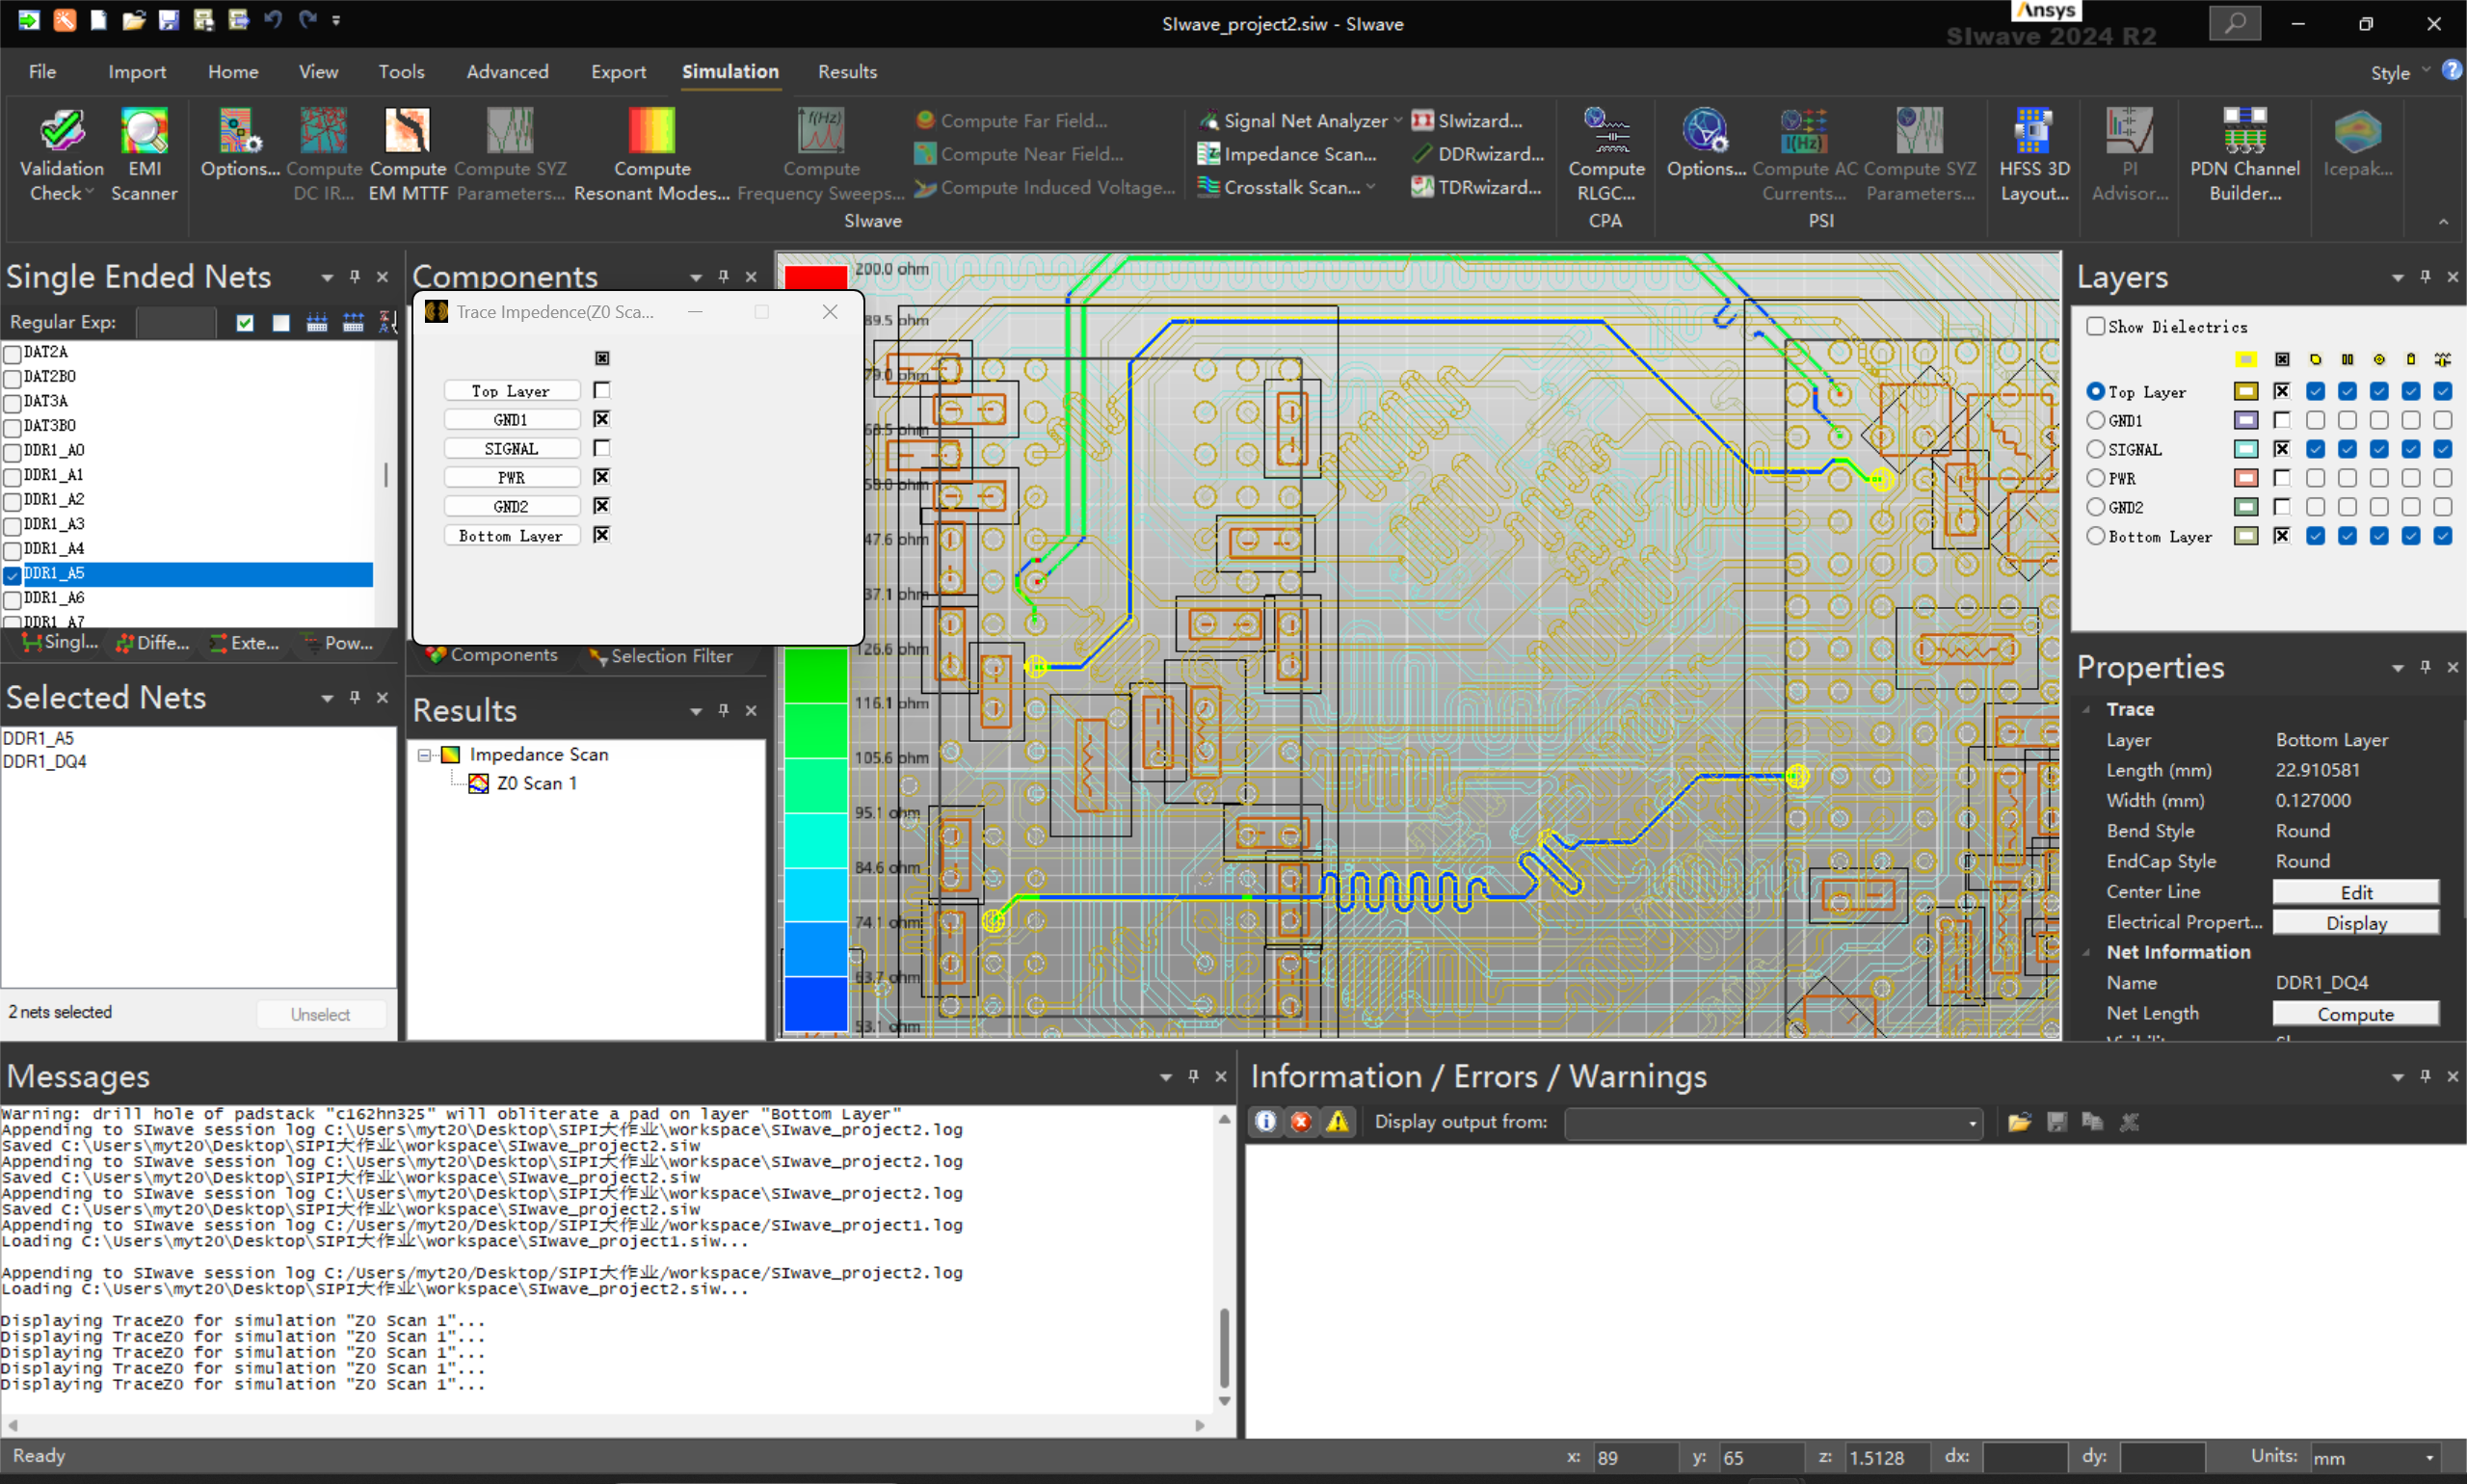 SIwave_project2.siw - SIwave
Ansys
SIwave 2024 R2
File Import Home View Tools Advanced Export Simulation Results Style
Validation Check
EMI Scanner
Options...
Compute DC IR...
Compute EM MTTF
Compute SYZ Parameters...
Compute Resonant Modes...
f(Hz)
Compute Frequency Sweeps...
Compute Far Field...
Compute Near Field...
Compute Induced Voltage...
Signal Net Analyzer
Impedance Scan...
Crosstalk Scan...
SIwizard...
DDRwizard...
TDRwizard...
SIwave
Compute RLGC...
CPA
Options...
I(Hz)
Compute AC Currents...
Compute SYZ Parameters...
PSI
HFSS 3D Layout...
PI Advisor...
PDN Channel Builder...
Icepak...
Single Ended Nets
Regular Exp:
DAT2A
DAT2B0
DAT3A
DAT3B0
DDR1_A0
DDR1_A1
DDR1_A2
DDR1_A3
DDR1_A4
DDR1_A5
DDR1_A6
DDR1_A7
Singl... Diffe... Exte... Pow...
Selected Nets
DDR1_A5
DDR1_DQ4
2 nets selected
Unselect
Components
Trace Impedence(Z0 Sca...
Top Layer
GND1
SIGNAL
PWR
GND2
Bottom Layer
Components Selection Filter
Results
Impedance Scan
Z0 Scan 1
200.0 ohm
89.5 ohm
79.0 ohm
68.5 ohm
58.0 ohm
47.6 ohm
37.1 ohm
126.6 ohm
116.1 ohm
105.6 ohm
95.1 ohm
84.6 ohm
74.1 ohm
63.7 ohm
53.1 ohm
Layers
Show Dielectrics
Top Layer
GND1
SIGNAL
PWR
GND2
Bottom Layer
Properties
Trace
Layer Bottom Layer
Length (mm) 22.910581
Width (mm) 0.127000
Bend Style Round
EndCap Style Round
Center Line Edit
Electrical Propert... Display
Net Information
Name DDR1_DQ4
Net Length Compute
Messages
Warning: drill hole of padstack "c162hn325" will obliterate a pad on layer "Bottom Layer"
Appending to SIwave session log C:\Users\myt20\Desktop\SIPI大作业\workspace\SIwave_project2.log
Saved C:\Users\myt20\Desktop\SIPI大作业\workspace\SIwave_project2.siw
Appending to SIwave session log C:\Users\myt20\Desktop\SIPI大作业\workspace\SIwave_project2.log
Saved C:\Users\myt20\Desktop\SIPI大作业\workspace\SIwave_project2.siw
Appending to SIwave session log C:\Users\myt20\Desktop\SIPI大作业\workspace\SIwave_project2.log
Saved C:\Users\myt20\Desktop\SIPI大作业\workspace\SIwave_project2.siw
Appending to SIwave session log C:/Users/myt20/Desktop/SIPI大作业/workspace/SIwave_project1.log
Loading C:\Users\myt20\Desktop\SIPI大作业\workspace\SIwave_project1.siw...
Appending to SIwave session log C:/Users/myt20/Desktop/SIPI大作业/workspace/SIwave_project2.log
Loading C:\Users\myt20\Desktop\SIPI大作业\workspace\SIwave_project2.siw...
Displaying TraceZ0 for simulation "Z0 Scan 1"...
Displaying TraceZ0 for simulation "Z0 Scan 1"...
Displaying TraceZ0 for simulation "Z0 Scan 1"...
Displaying TraceZ0 for simulation "Z0 Scan 1"...
Displaying TraceZ0 for simulation "Z0 Scan 1"...
Information / Errors / Warnings
Display output from:
Ready
x: 89 y: 65 z: 1.5128 dx: dy: Units: mm